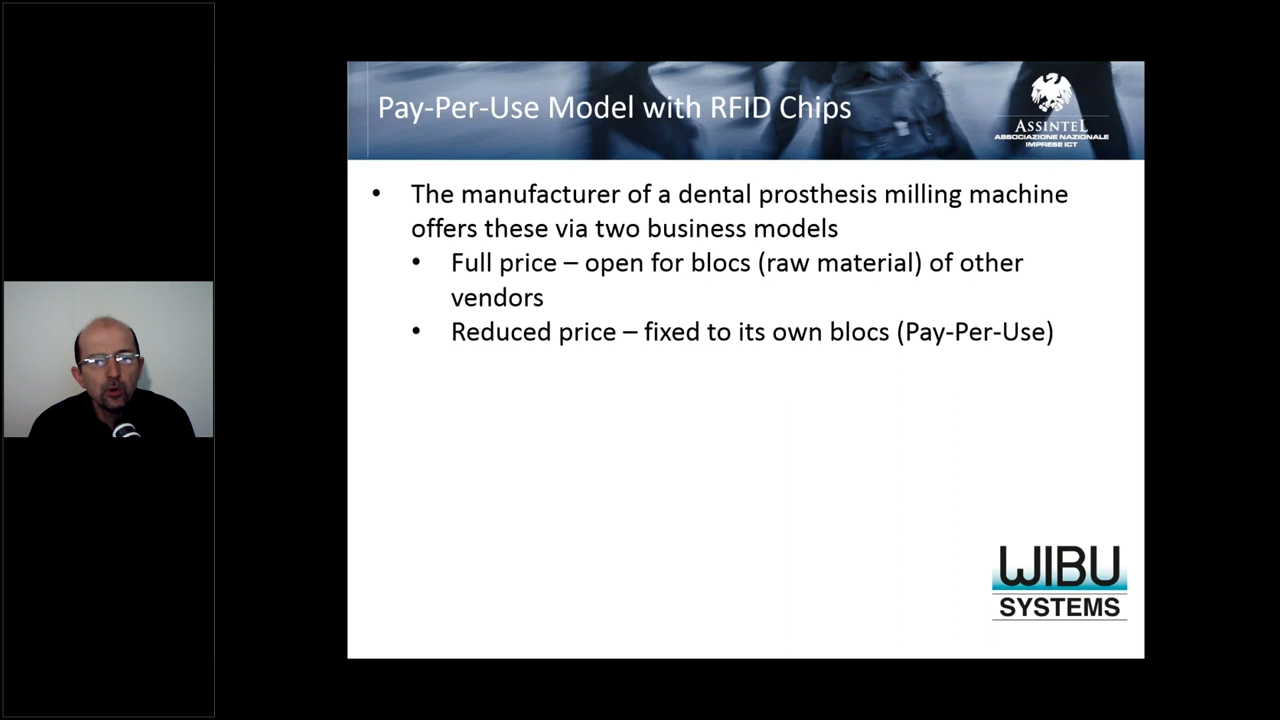 Pay-Per-Use Model with RFID Chips
ASSINTEL
ASSOCIAZIONE NAZIONALE
IMPRESE ICT
• The manufacturer of a dental prosthesis milling machine
offers these via two business models
• Full price – open for blocs (raw material) of other
vendors
• Reduced price – fixed to its own blocs (Pay-Per-Use)
WIBU
SYSTEMS